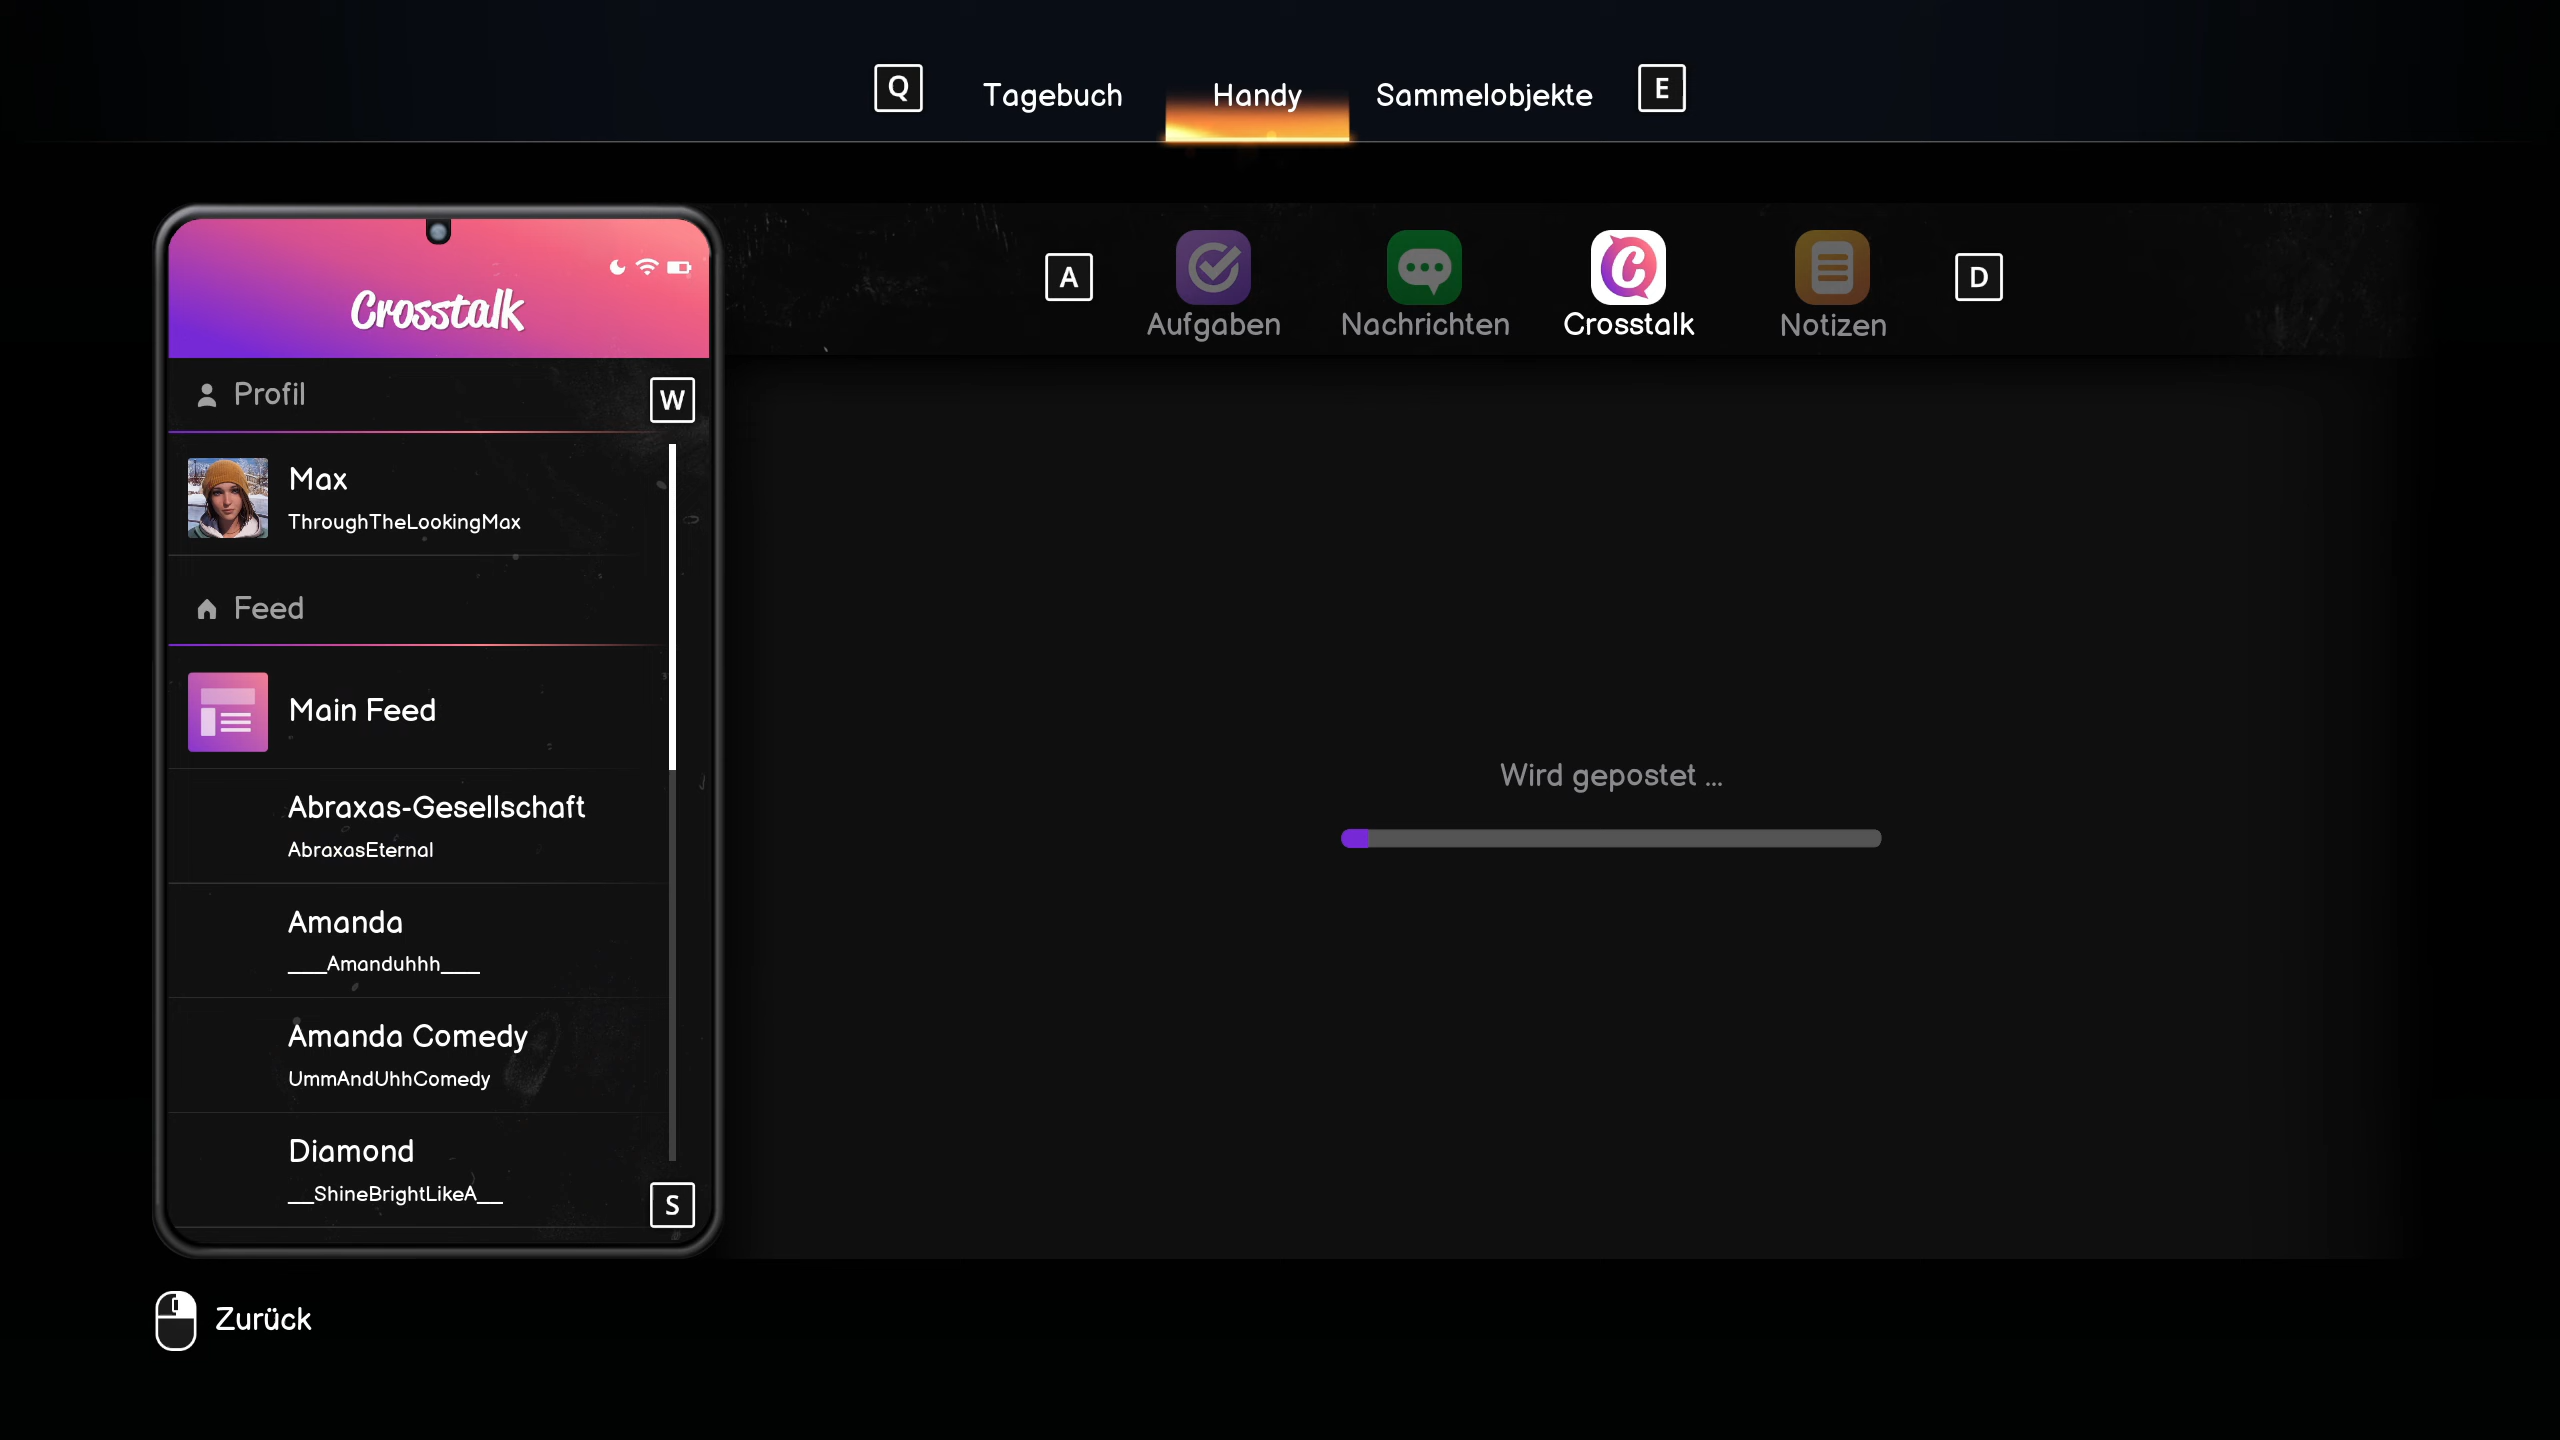 Q
Tagebuch
Handy
Sammelobjekte
E
Crosstalk
A
Aufgaben
Nachrichten
C
Crosstalk
Notizen
D
Profil
W
Max
ThroughTheLookingMax
Feed
Main Feed
Abraxas-Gesellschaft
AbraxasEternal
Amanda
___Amanduhhh___
Amanda Comedy
UmmAndUhhComedy
Diamond
__ShineBrightLikeA__
S
Wird gepostet ...
Zurück